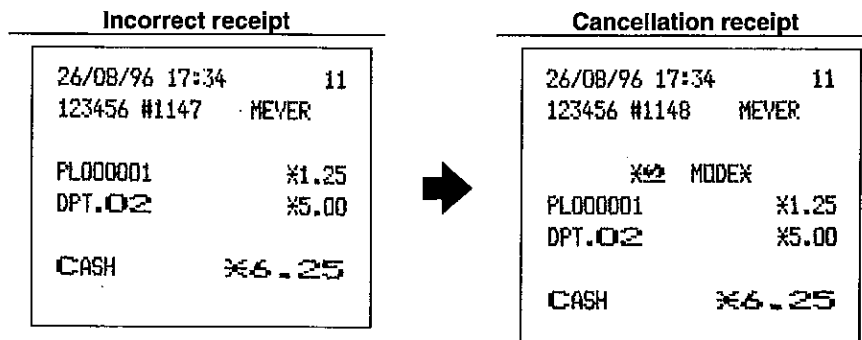 Incorrect receipt
26/08/96 17:34 11
123456 #1147 MEYER
PL000001 *1.25
DPT.02 *5.00
CASH *6.25
Cancellation receipt
26/08/96 17:34 11
123456 #1148 MEYER
* MODE*
PL000001 *1.25
DPT.02 *5.00
CASH *6.25